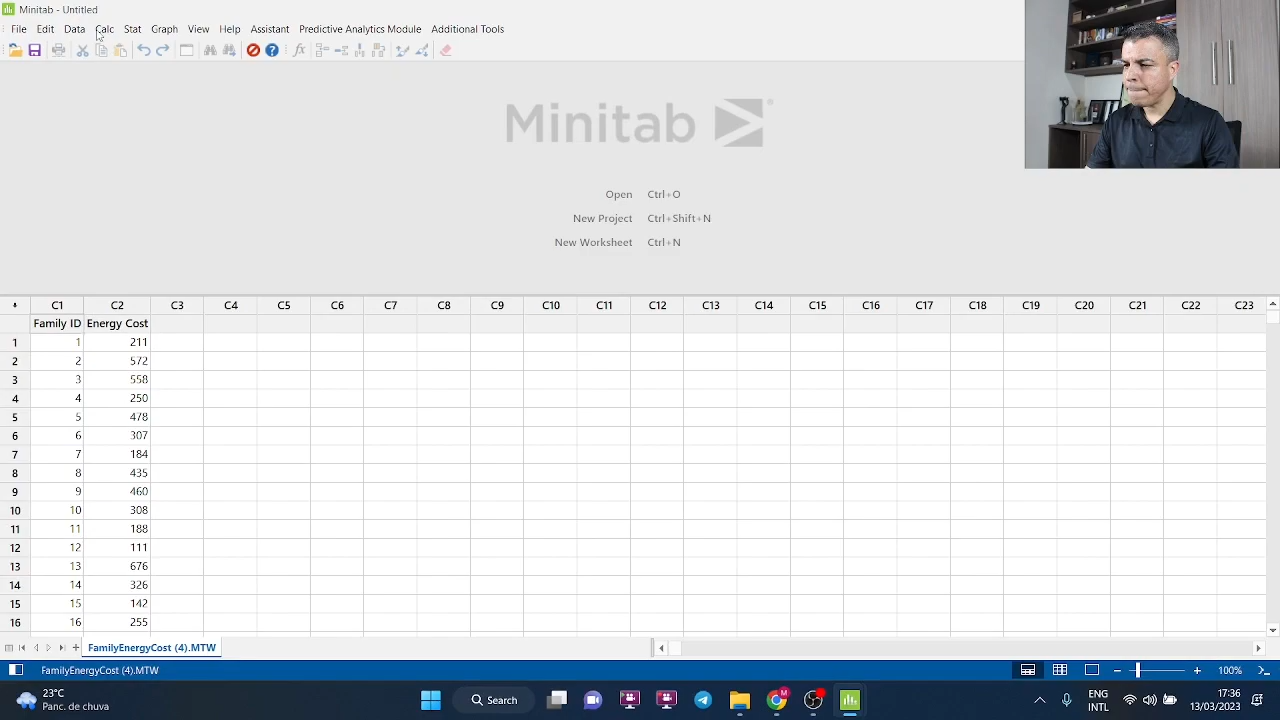 Minitab - Untitled
File Edit Data Calc Stat Graph View Help Assistant Predictive Analytics Module Additional Tools
Minitab
Open Ctrl+O
New Project Ctrl+Shift+N
New Worksheet Ctrl+N
C1 C2 C3 C4 C5 C6 C7 C8 C9 C10 C11 C12 C13 C14 C15 C16 C17 C18 C19 C20 C21 C22 C23
Family ID Energy Cost
1 1 211
2 2 572
3 3 558
4 4 250
5 5 478
6 6 307
7 7 184
8 8 435
9 9 460
10 10 308
11 11 188
12 12 111
13 13 676
14 14 326
15 15 142
16 16 255
FamilyEnergyCost (4).MTW
FamilyEnergyCost (4).MTW 100%
23°C
Panc. de chuva
Search
ENG
INTL
17:36
13/03/2023